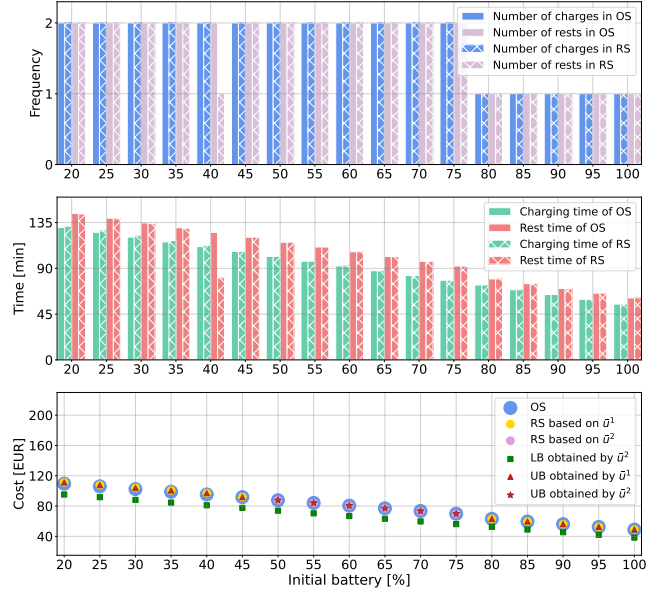 Frequency
2
1
0
Number of charges in OS
Number of rests in OS
Number of charges in RS
Number of rests in RS
20 25 30 35 40 45 50 55 60 65 70 75 80 85 90 95 100
Time [min]
135
90
45
0
Charging time of OS
Rest time of OS
Charging time of RS
Rest time of RS
20 25 30 35 40 45 50 55 60 65 70 75 80 85 90 95 100
Cost [EUR]
200
160
120
80
40
OS
RS based on ū¹
RS based on ū²
LB obtained by ū²
UB obtained by ū¹
UB obtained by ū²
20 25 30 35 40 45 50 55 60 65 70 75 80 85 90 95 100
Initial battery [%]